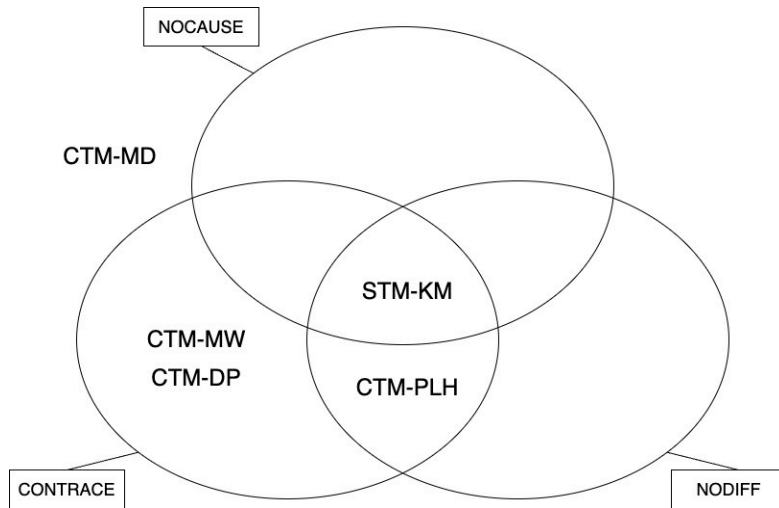 NOCAUSE
CTM-MD
STM-KM
CTM-MW
CTM-DP
CTM-PLH
CONTRACE
NODIFF